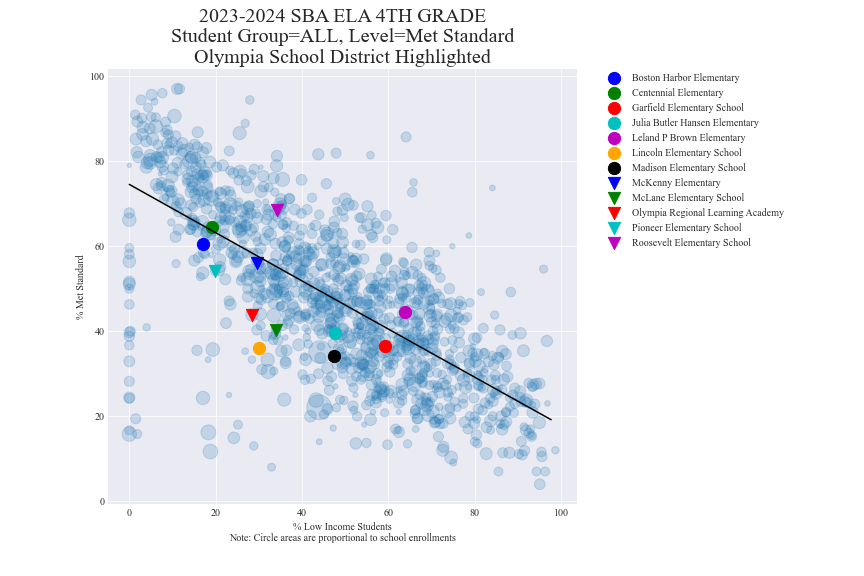 2023-2024 SBA ELA 4TH GRADE
Student Group=ALL, Level=Met Standard
Olympia School District Highlighted
100
80
60
40
20
0
% Met Standard
0 20 40 60 80 100
% Low Income Students
Note: Circle areas are proportional to school enrollments
Boston Harbor Elementary
Centennial Elementary
Garfield Elementary School
Julia Butler Hansen Elementary
Leland P Brown Elementary
Lincoln Elementary School
Madison Elementary School
McKenny Elementary
McLane Elementary School
Olympia Regional Learning Academy
Pioneer Elementary School
Roosevelt Elementary School